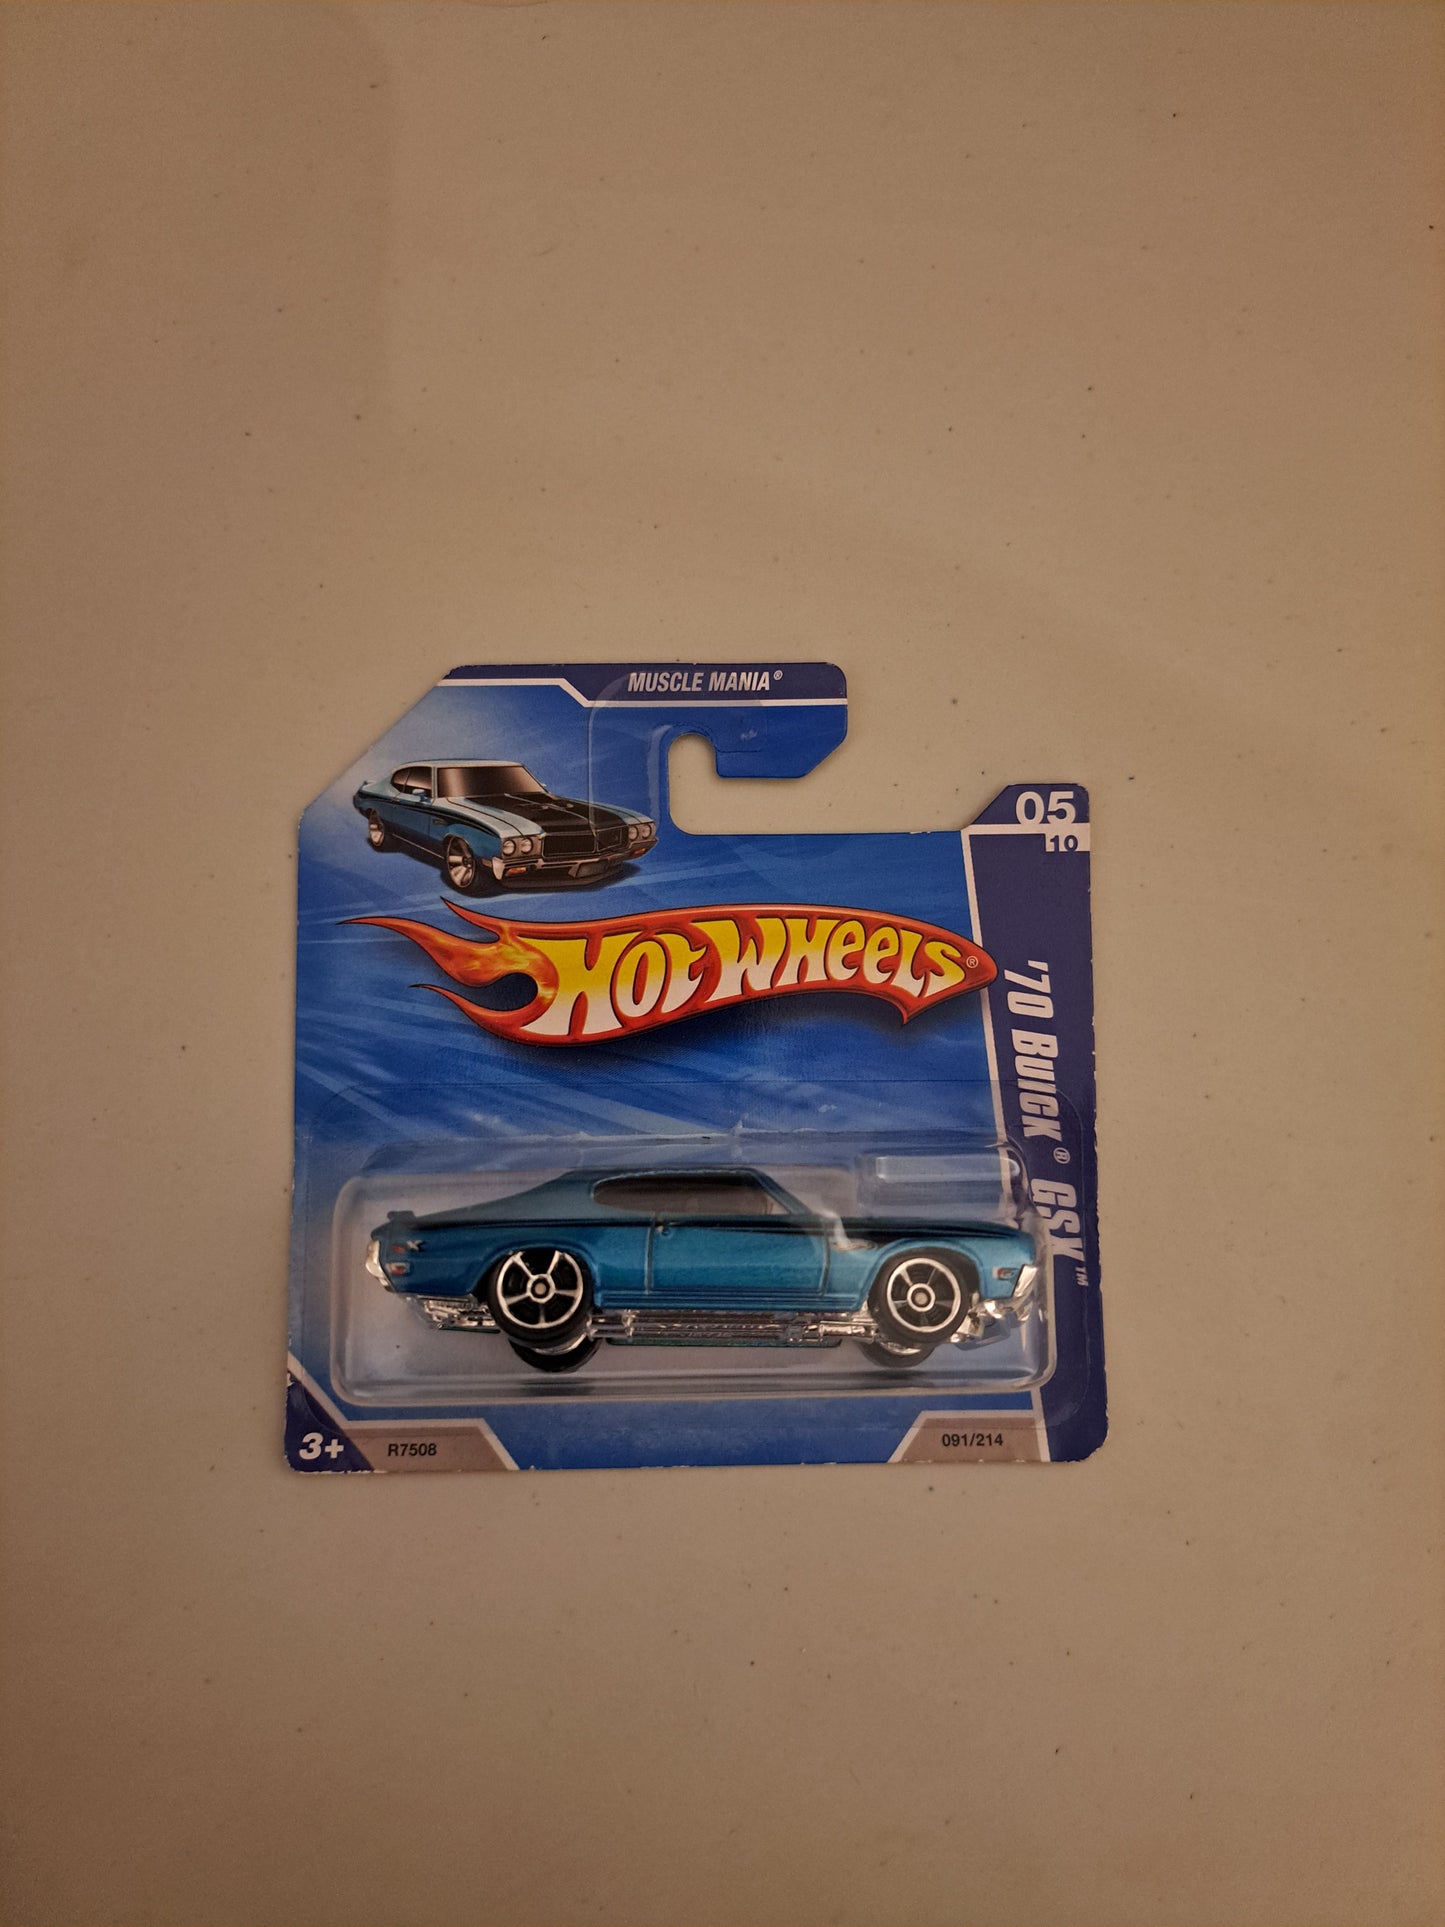 MUSCLE MANIA®
05
10
HOT WHEELS®
'70 BUICK® GSX™
3+
R7508
091/214